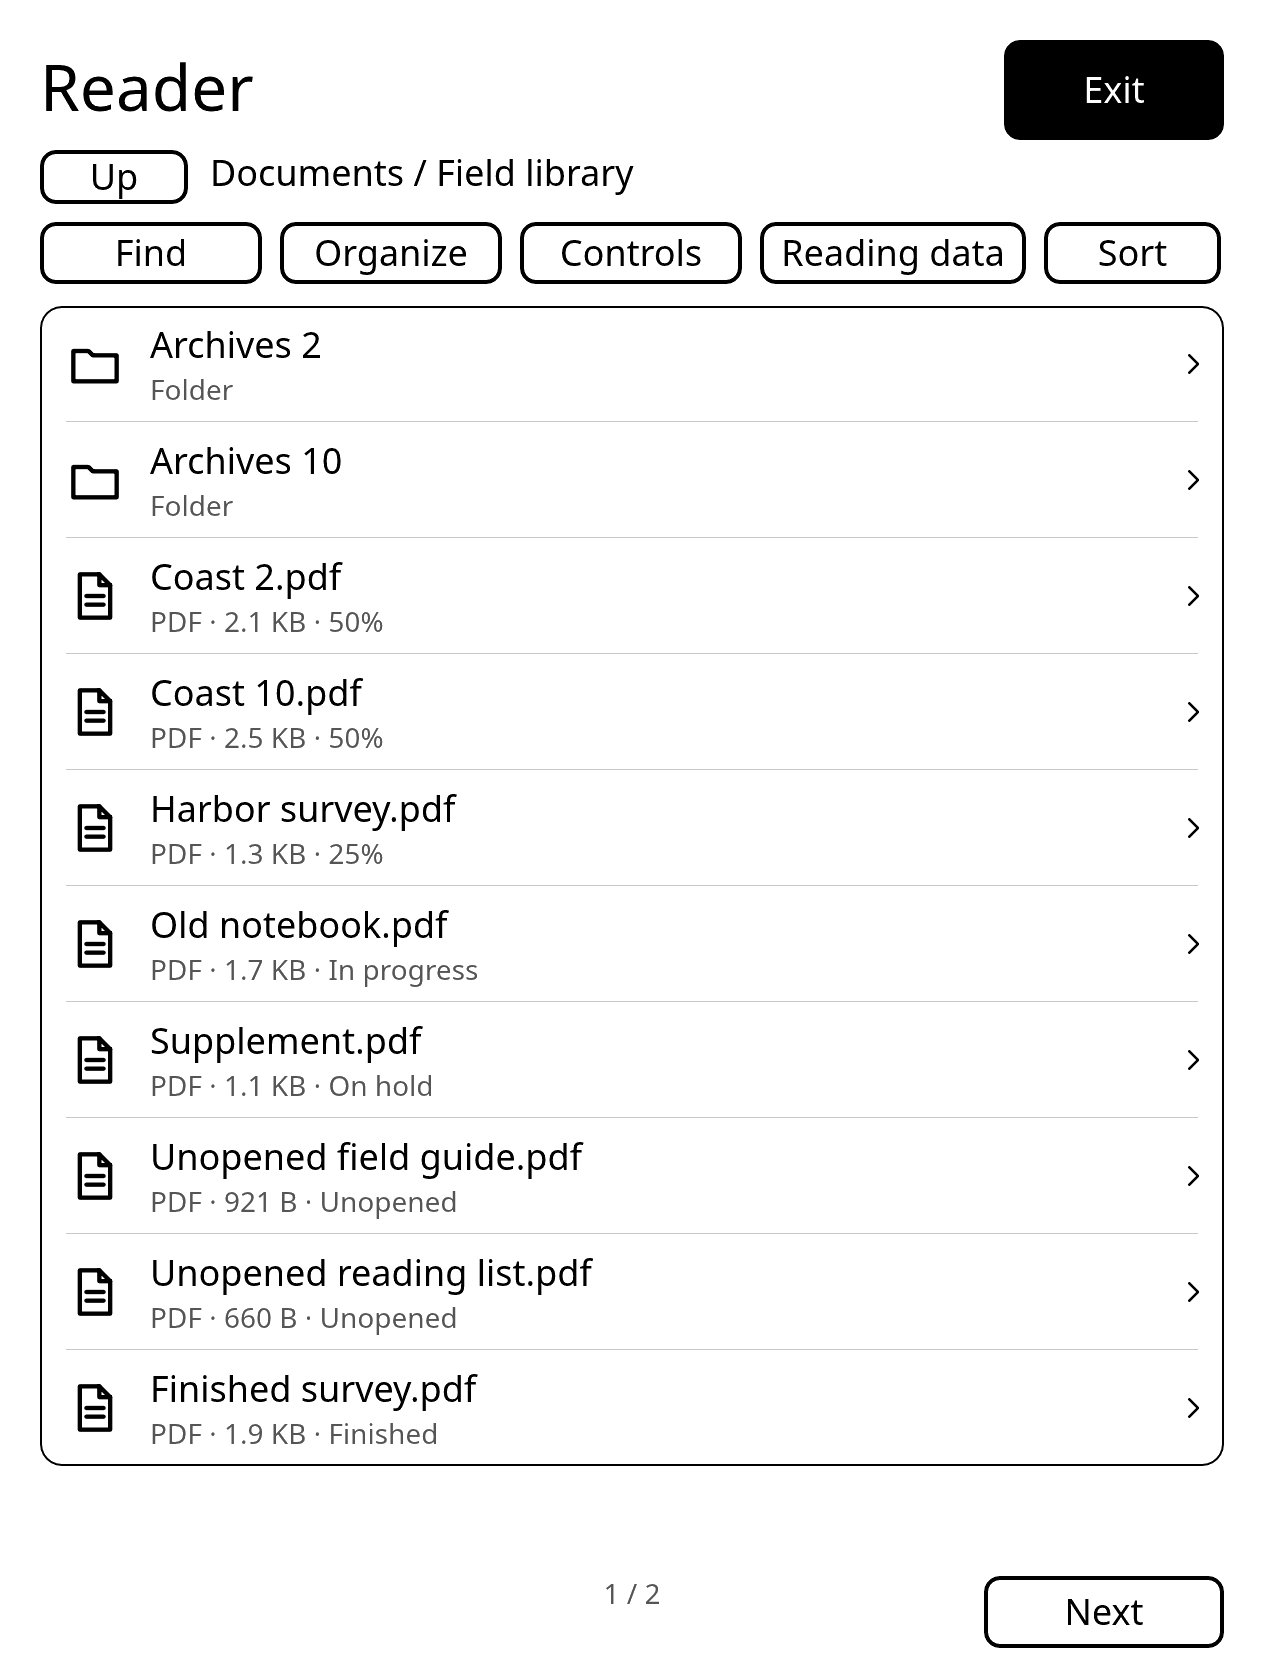 Reader
Exit
Up
Documents / Field library
Find
Organize
Controls
Reading data
Sort
Archives 2
Folder
Archives 10
Folder
Coast 2.pdf
PDF · 2.1 KB · 50%
Coast 10.pdf
PDF · 2.5 KB · 50%
Harbor survey.pdf
PDF · 1.3 KB · 25%
Old notebook.pdf
PDF · 1.7 KB · In progress
Supplement.pdf
PDF · 1.1 KB · On hold
Unopened field guide.pdf
PDF · 921 B · Unopened
Unopened reading list.pdf
PDF · 660 B · Unopened
Finished survey.pdf
PDF · 1.9 KB · Finished
1 / 2
Next